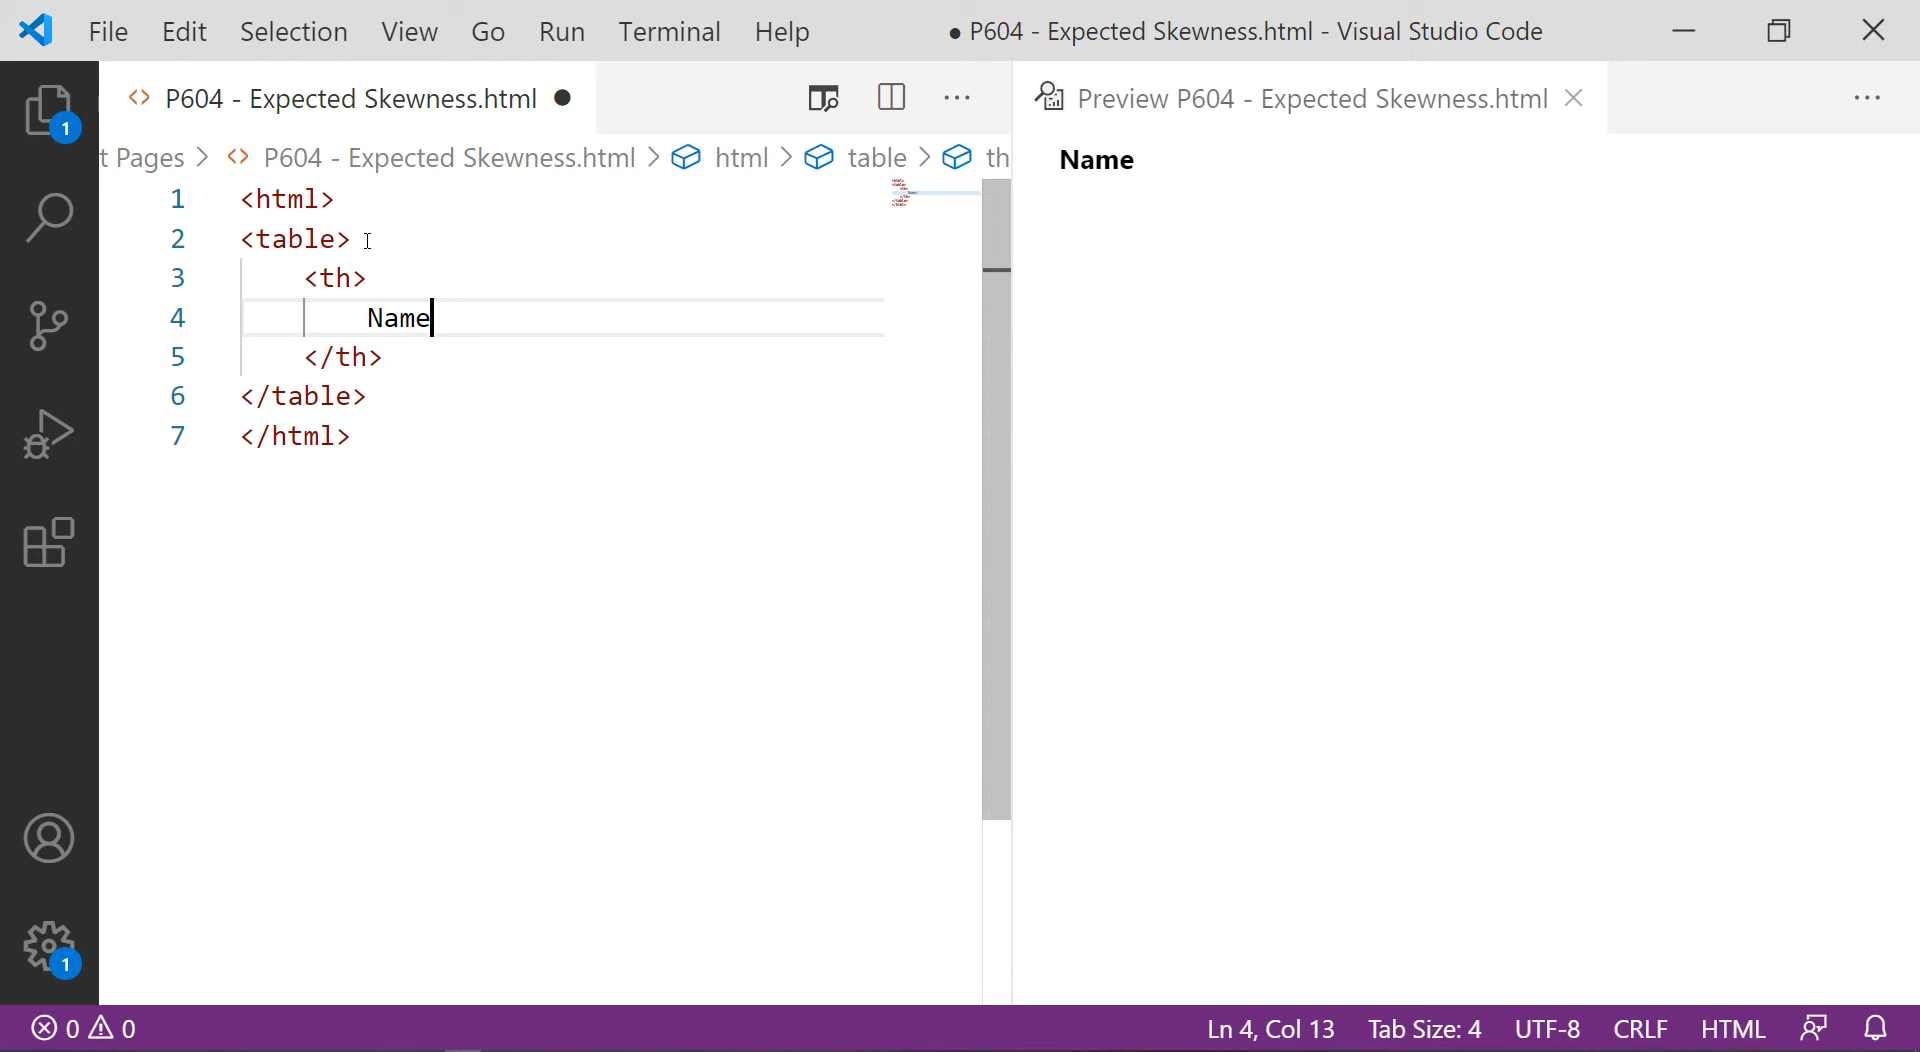 File Edit Selection View Go Run Terminal Help ● P604 - Expected Skewness.html - Visual Studio Code
<> P604 - Expected Skewness.html ●
Preview P604 - Expected Skewness.html
t Pages > <> P604 - Expected Skewness.html > html > table > th
1 <html>
2 <table>
3 <th>
4 Name
5 </th>
6 </table>
7 </html>
Name
1
1
0 0 Ln 4, Col 13 Tab Size: 4 UTF-8 CRLF HTML